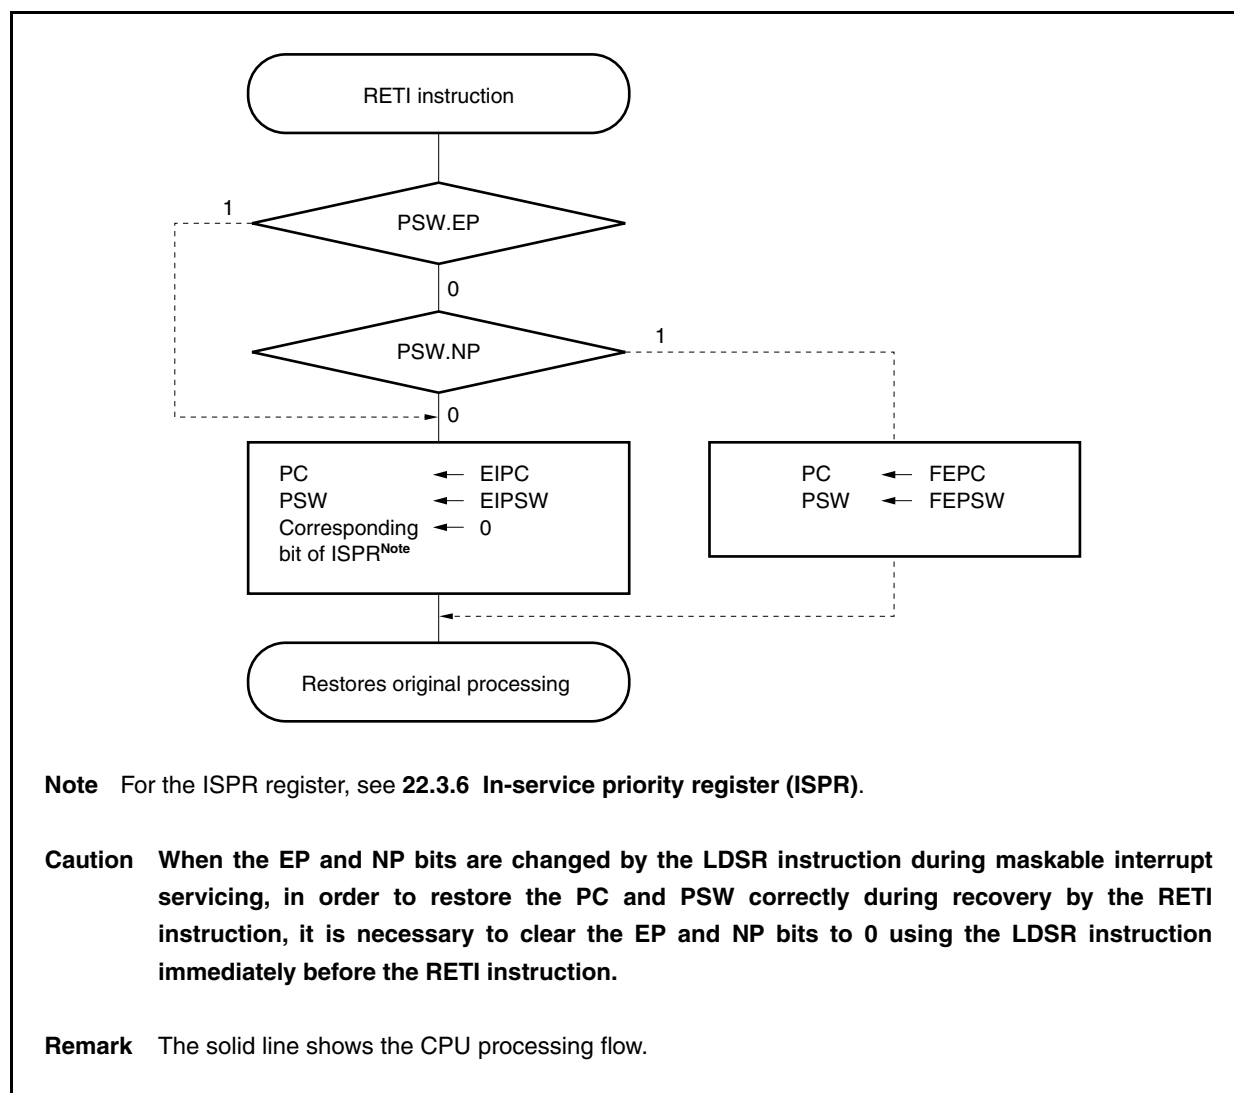 RETI instruction
1
PSW.EP
0
1
PSW.NP
0
PC ← EIPC
PSW ← EIPSW
Corresponding ← 0
bit of ISPRNote
PC ← FEPC
PSW ← FEPSW
Restores original processing
Note For the ISPR register, see 22.3.6 In-service priority register (ISPR).
Caution When the EP and NP bits are changed by the LDSR instruction during maskable interrupt
servicing, in order to restore the PC and PSW correctly during recovery by the RETI
instruction, it is necessary to clear the EP and NP bits to 0 using the LDSR instruction
immediately before the RETI instruction.
Remark The solid line shows the CPU processing flow.